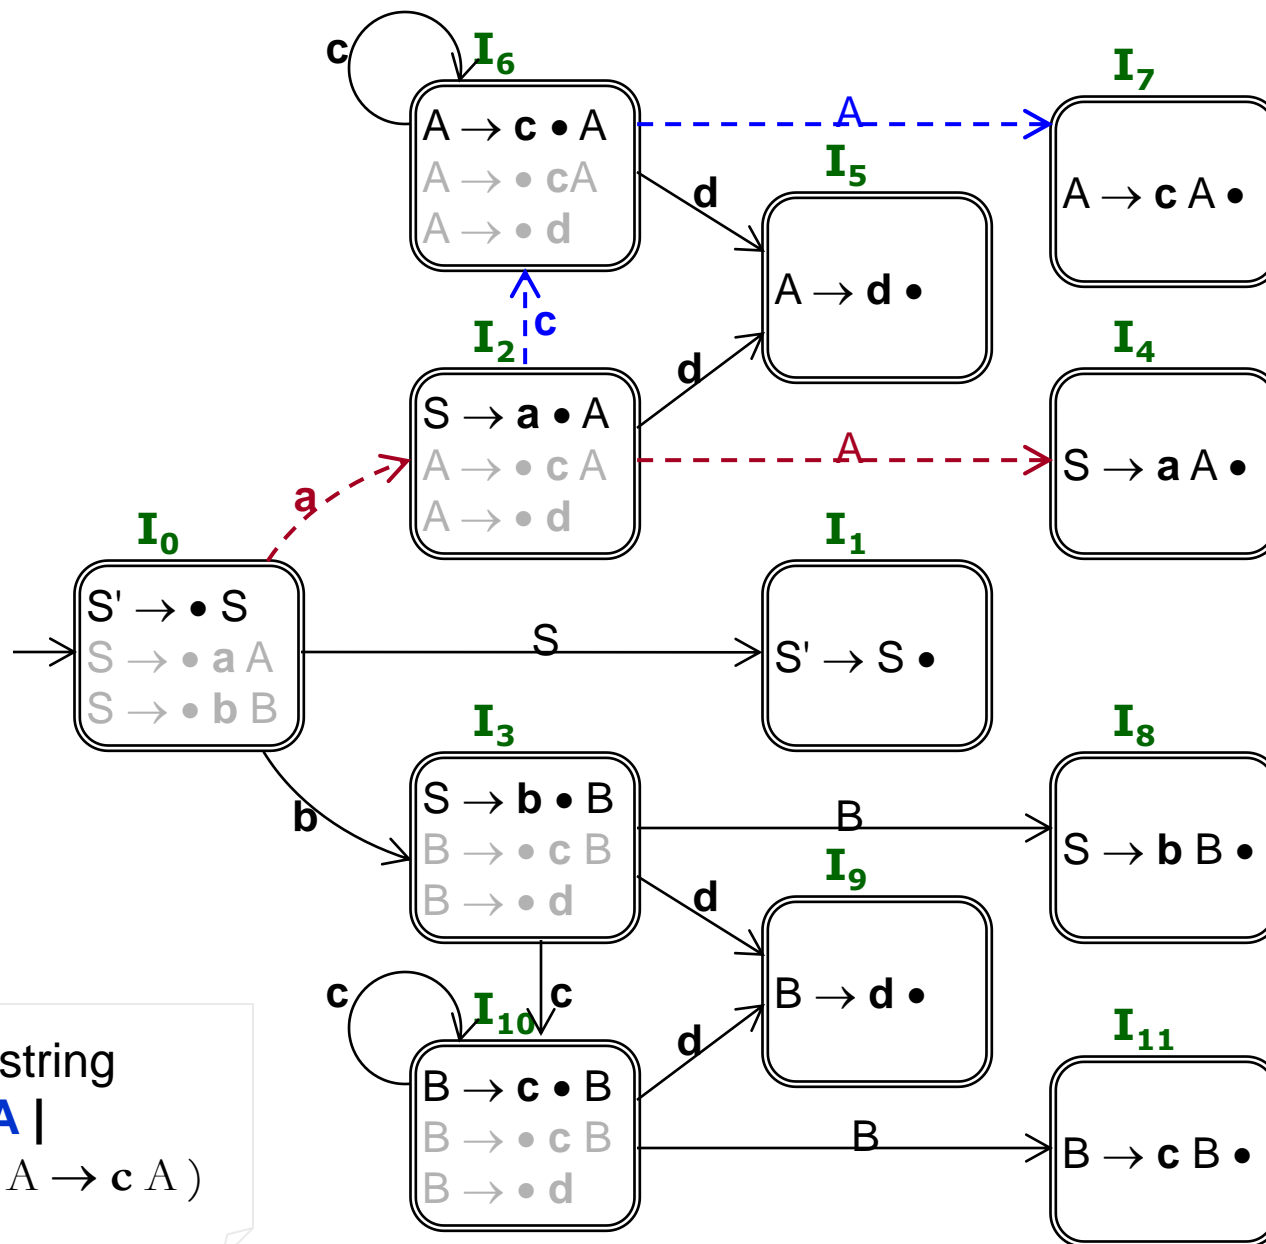 c
I6
A → c • A
A → • cA
A → • d
A
I7
A → c A •
d
I5
A → d •
c
I2
S → a • A
A → • c A
A → • d
d
A
I4
S → a A •
a
I0
S' → • S
S → • a A
S → • b B
S
I1
S' → S •
b
I3
S → b • B
B → • c B
B → • d
B
I8
S → b B •
d
I9
B → d •
c
c
I10
B → c • B
B → • c B
B → • d
d
B
I11
B → c B •
string
A |
A → c A )